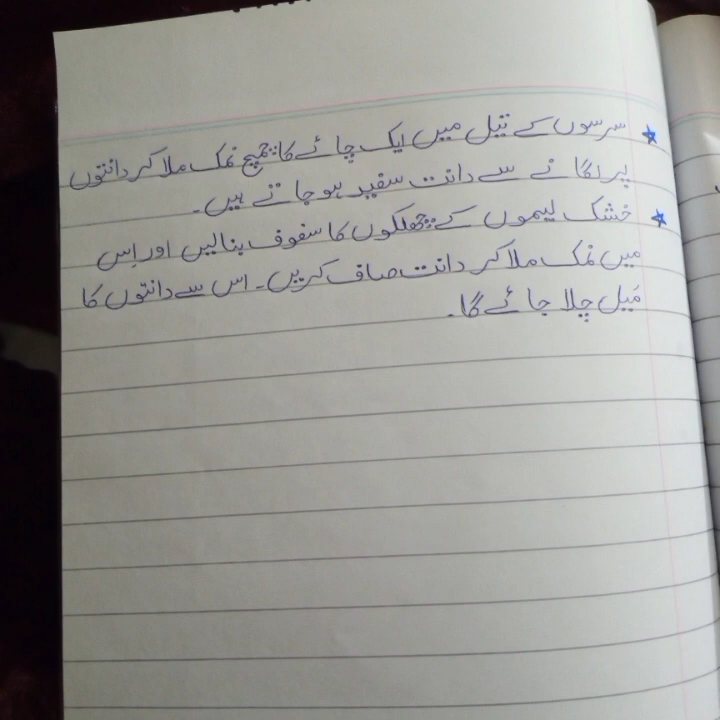 ★ سرسوں کے تیل میں ایک چائے کا چمچ نمک ملا کر دانتوں
پر لگانے سے دانت سفید ہو جاتے ہیں۔
★ خشک لیموں کے چھلکوں کا سفوف بنالیں اور اِس
میں نمک ملا کر دانت صاف کریں۔ اس سے دانتوں کا
مَیل چلا جائے گا۔